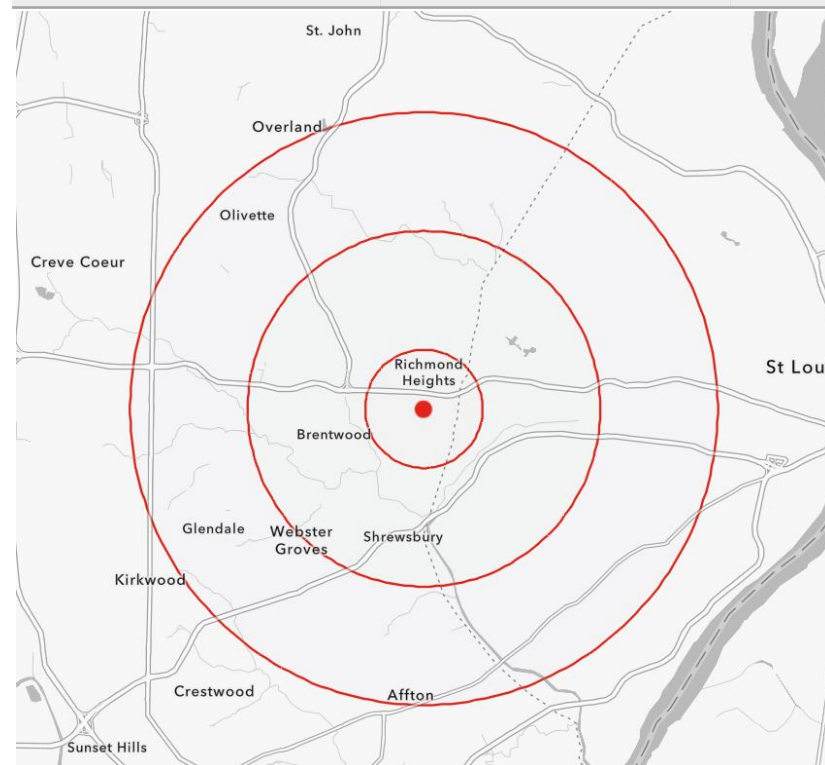 St. John
Overland
Olivette
Creve Coeur
Richmond
Heights
St Lou
Brentwood
Glendale
Webster
Groves
Shrewsbury
Kirkwood
Crestwood
Affton
Sunset Hills